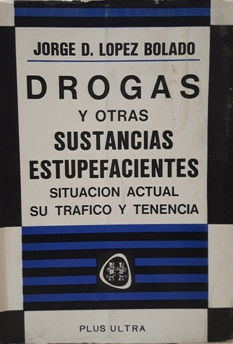 JORGE D. LOPEZ BOLADO
DROGAS
Y OTRAS
SUSTANCIAS
ESTUPEFACIENTES
SITUACION ACTUAL
SU TRAFICO Y TENENCIA
PLUS ULTRA